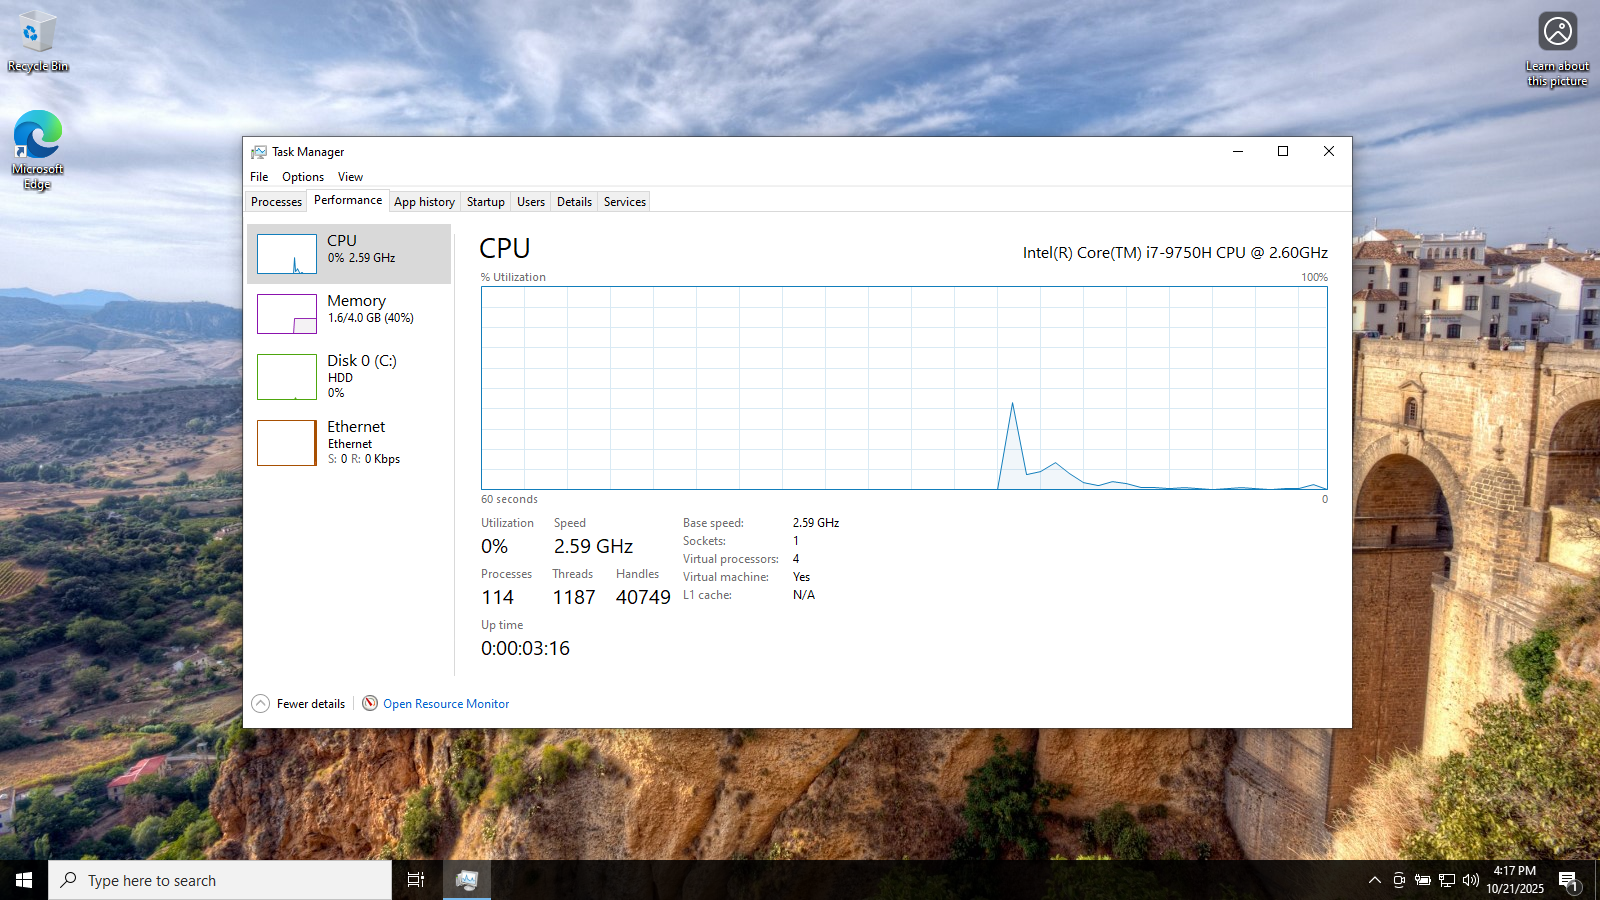 Recycle Bin
Microsoft
Edge
Learn about
this picture
Task Manager
File Options View
Processes Performance App history Startup Users Details Services
CPU
0% 2.59 GHz
Memory
1.6/4.0 GB (40%)
Disk 0 (C:)
HDD
0%
Ethernet
Ethernet
S: 0 R: 0 Kbps
CPU
Intel(R) Core(TM) i7-9750H CPU @ 2.60GHz
% Utilization 100%
60 seconds 0
Utilization Speed
0% 2.59 GHz
Processes Threads Handles
114 1187 40749
Up time
0:00:03:16
Base speed: 2.59 GHz
Sockets: 1
Virtual processors: 4
Virtual machine: Yes
L1 cache: N/A
Fewer details Open Resource Monitor
Type here to search
4:17 PM
10/21/2025
1